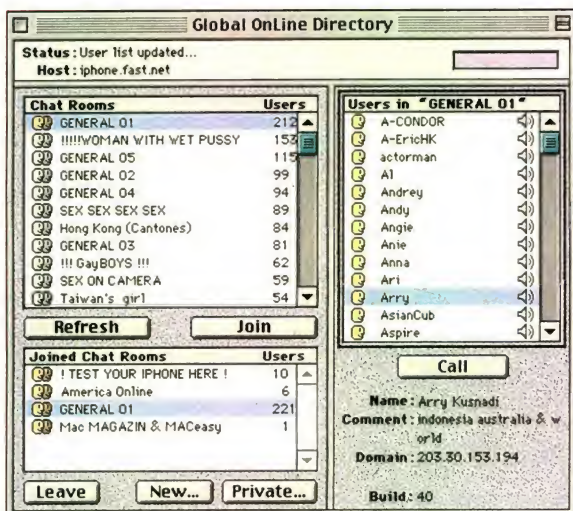 Global OnLine Directory
Status: User list updated...
Host: iphone.fast.net
Chat Rooms Users
GENERAL 01 212
!!!!!WOMAN WITH WET PUSSY 153
GENERAL 05 115
GENERAL 02 99
GENERAL 04 94
SEX SEX SEX SEX 89
Hong Kong (Cantones) 84
GENERAL 03 81
!!! GayBOYS !!! 62
SEX ON CAMERA 59
Taiwan's girl 54
Refresh Join
Joined Chat Rooms Users
! TEST YOUR IPHONE HERE ! 10
America Online 6
GENERAL 01 221
Mac MAGAZIN & MACeasy 1
Leave New... Private...
Users in "GENERAL 01"
A-CONDOR
A-EricHK
actorman
Al
Andrey
Andy
Angie
Anie
Anna
Ari
Arry
AsianCub
Aspire
Call
Name: Arry Kusnadi
Comment: indonesia australia & w
orld
Domain: 203.30.153.194
Build: 40